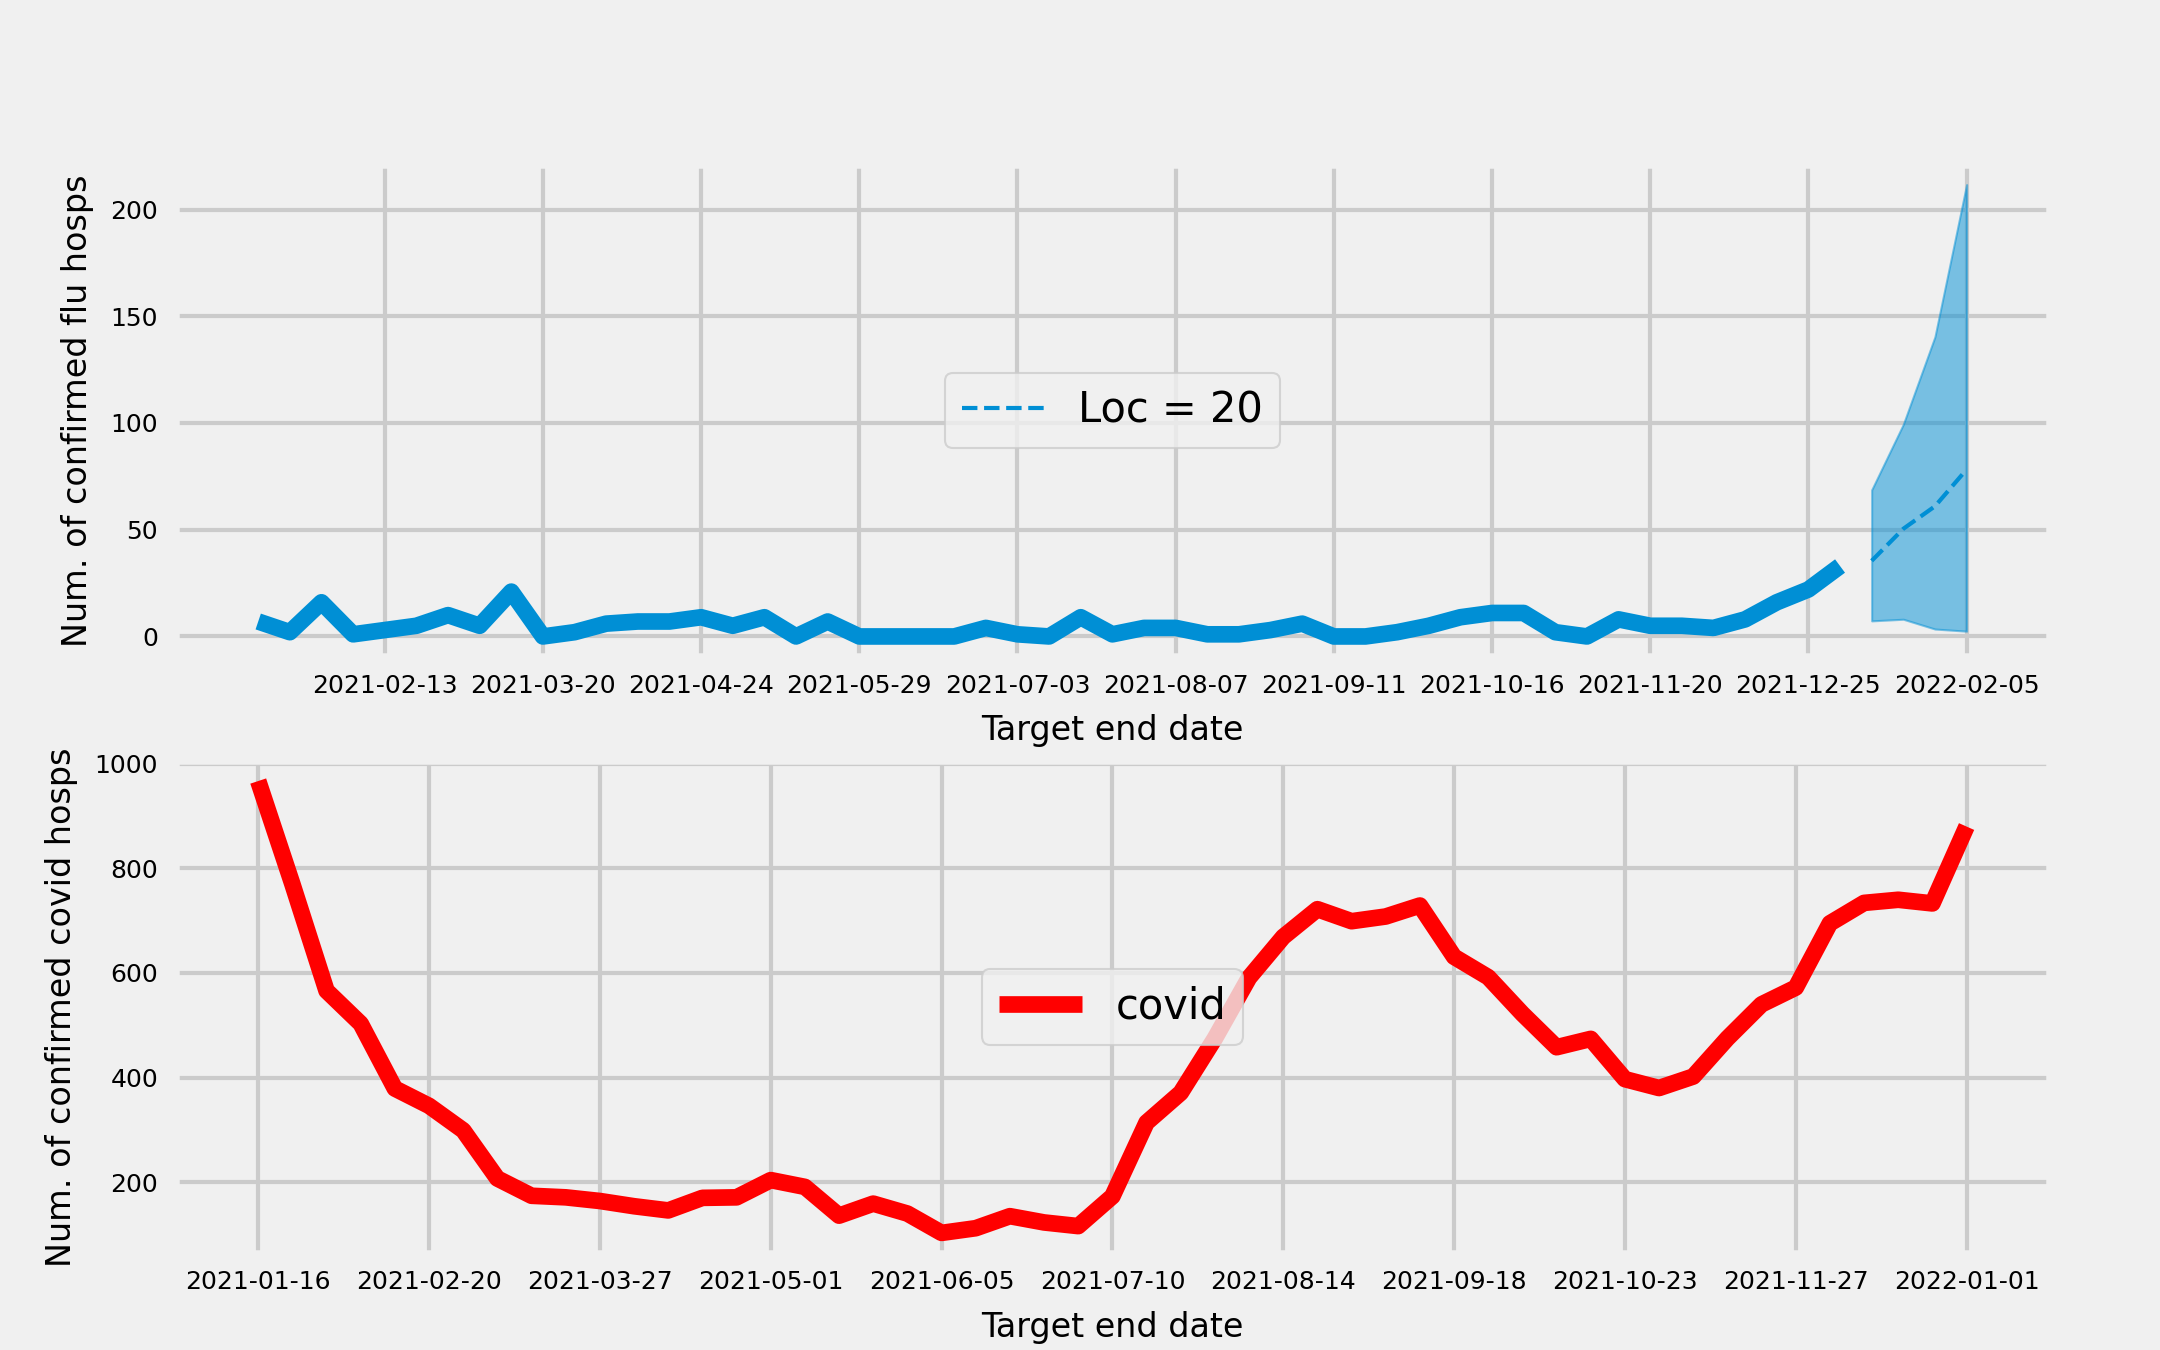 Num. of confirmed flu hosps
200
150
100
50
0
Loc = 20
2021-02-13 2021-03-20 2021-04-24 2021-05-29 2021-07-03 2021-08-07 2021-09-11 2021-10-16 2021-11-20 2021-12-25 2022-02-05
Target end date
Num. of confirmed covid hosps
1000
800
600
400
200
covid
2021-01-16 2021-02-20 2021-03-27 2021-05-01 2021-06-05 2021-07-10 2021-08-14 2021-09-18 2021-10-23 2021-11-27 2022-01-01
Target end date